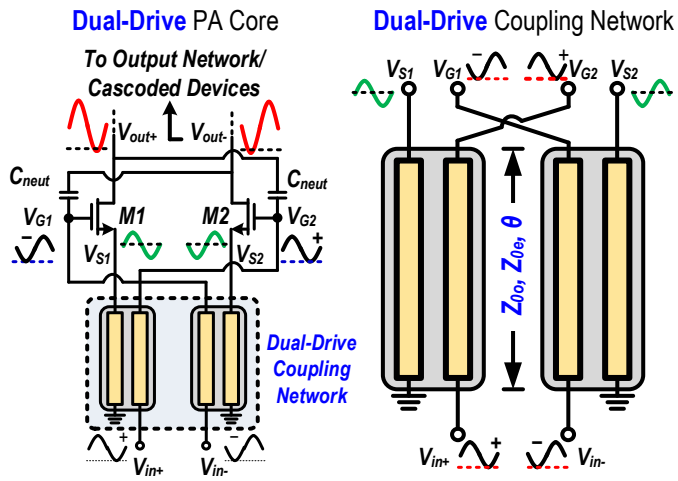 Dual-Drive PA Core
To Output Network/
Cascoded Devices
Vout+
Vout-
Cneut
Cneut
VG1
M1
M2
VG2
−
+
VS1
VS2
Dual-Drive
Coupling
Network
+
−
Vin+
Vin-
Dual-Drive Coupling Network
VS1
VG1
−
+
VG2
VS2
Z0o, Z0e, θ
Vin+
+
−
Vin-